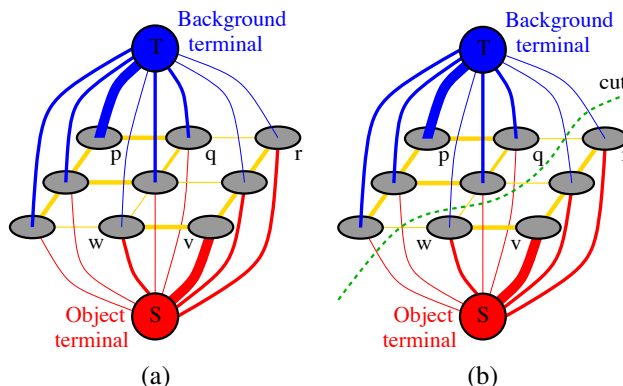 T
Background
terminal
p
q
r
w
v
S
Object
terminal
(a)
T
Background
terminal
cut
p
q
r
w
v
S
Object
terminal
(b)